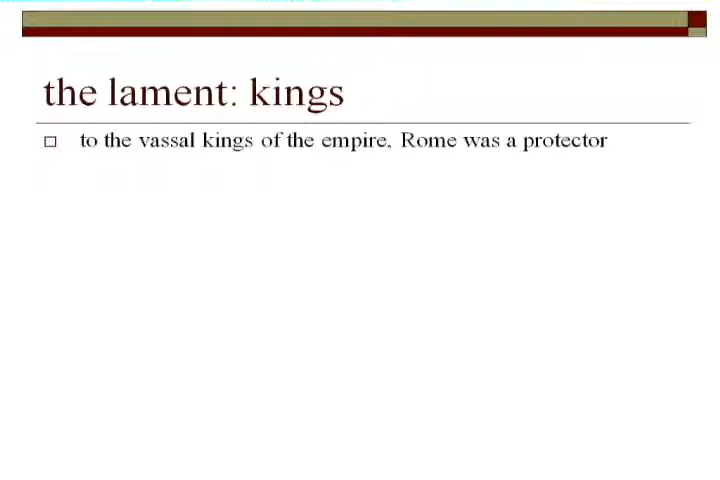 the lament: kings
to the vassal kings of the empire, Rome was a protector